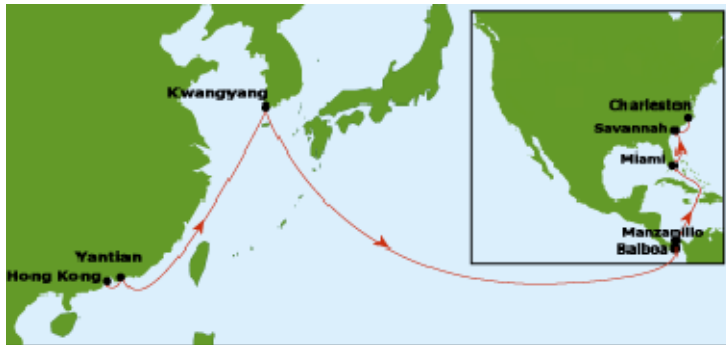 Kwangyang
Charleston
Savannah
Miami
Manzanillo
Balboa
Yantian
Hong Kong